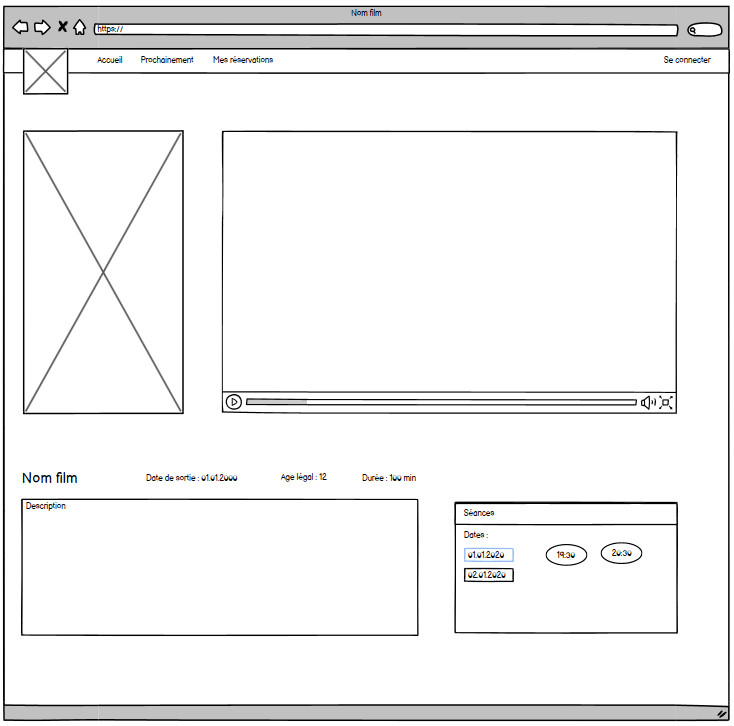 Nom film
https://
Accueil Prochainement Mes réservations Se connecter
Nom film Date de sortie : 01.01.2000 Age légal : 12 Durée : 100 min
Description
Séances
Dates :
01.01.2020 19:30 20:30
02.01.2020